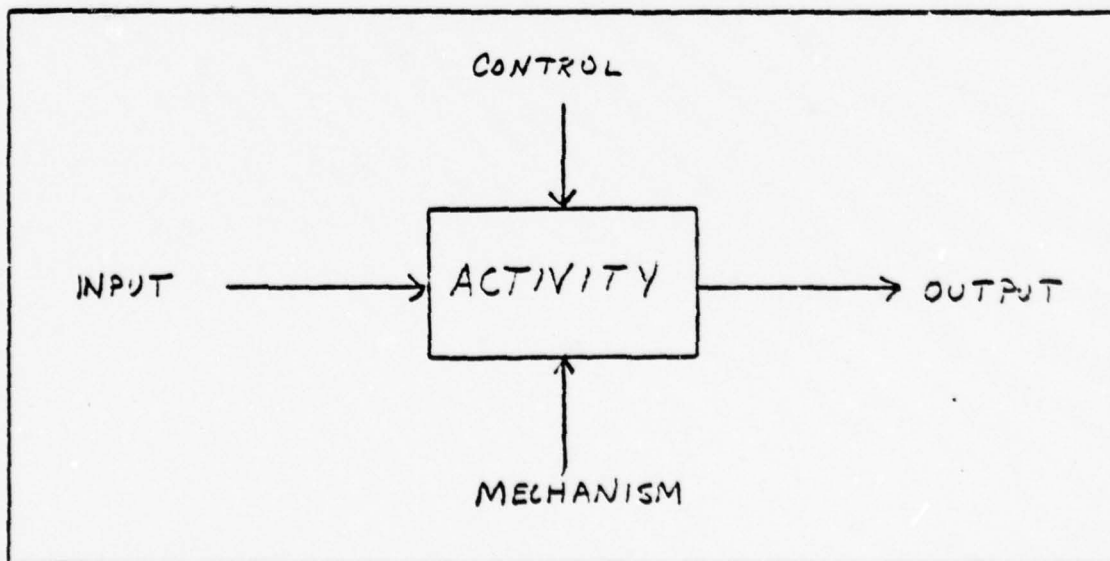 CONTROL
INPUT
ACTIVITY
OUTPUT
MECHANISM